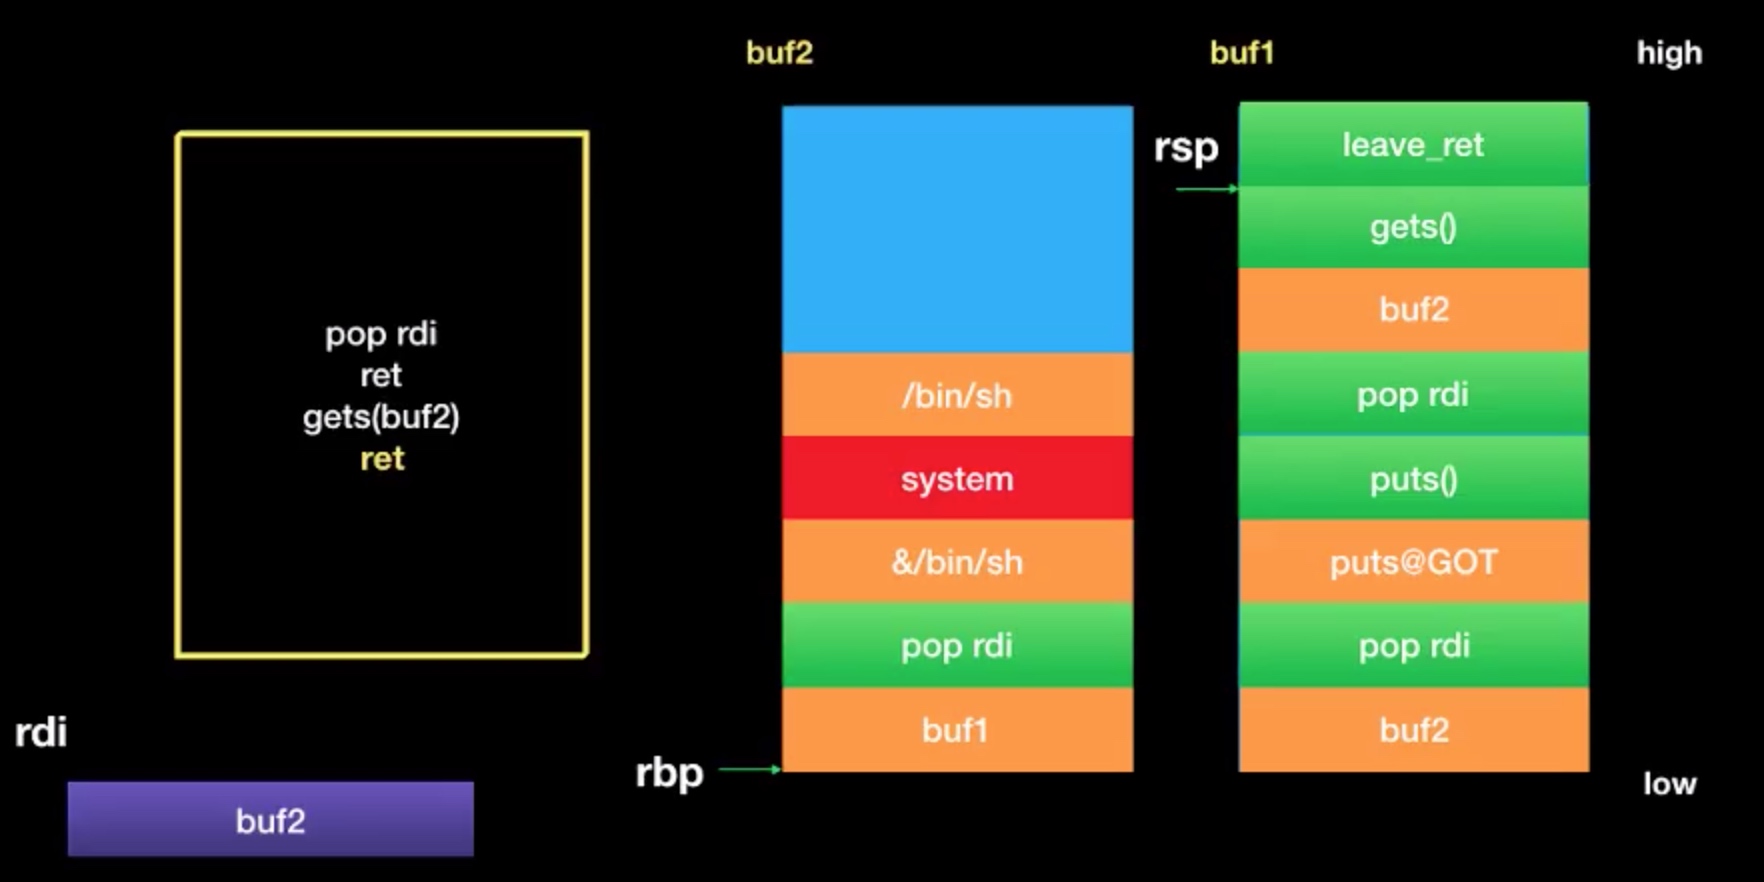 buf2
buf1
high
rsp
leave_ret
gets()
buf2
pop rdi
puts()
puts@GOT
pop rdi
buf2
/bin/sh
system
&/bin/sh
pop rdi
buf1
pop rdi
ret
gets(buf2)
ret
rdi
buf2
rbp
low